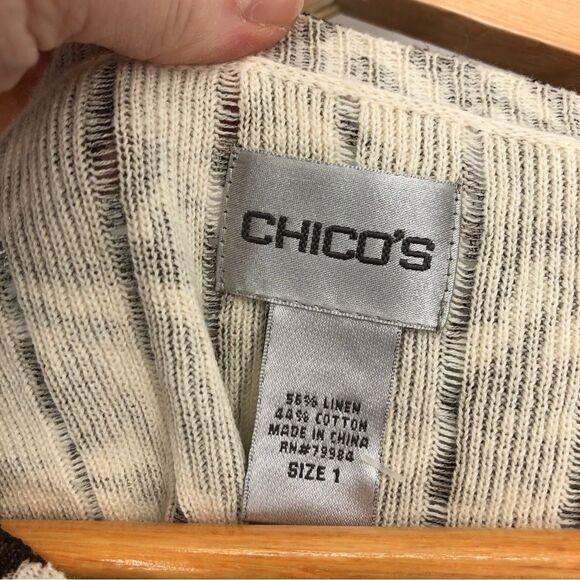 CHICO'S
56% LINEN
44% COTTON
MADE IN CHINA
RN#79984
SIZE 1